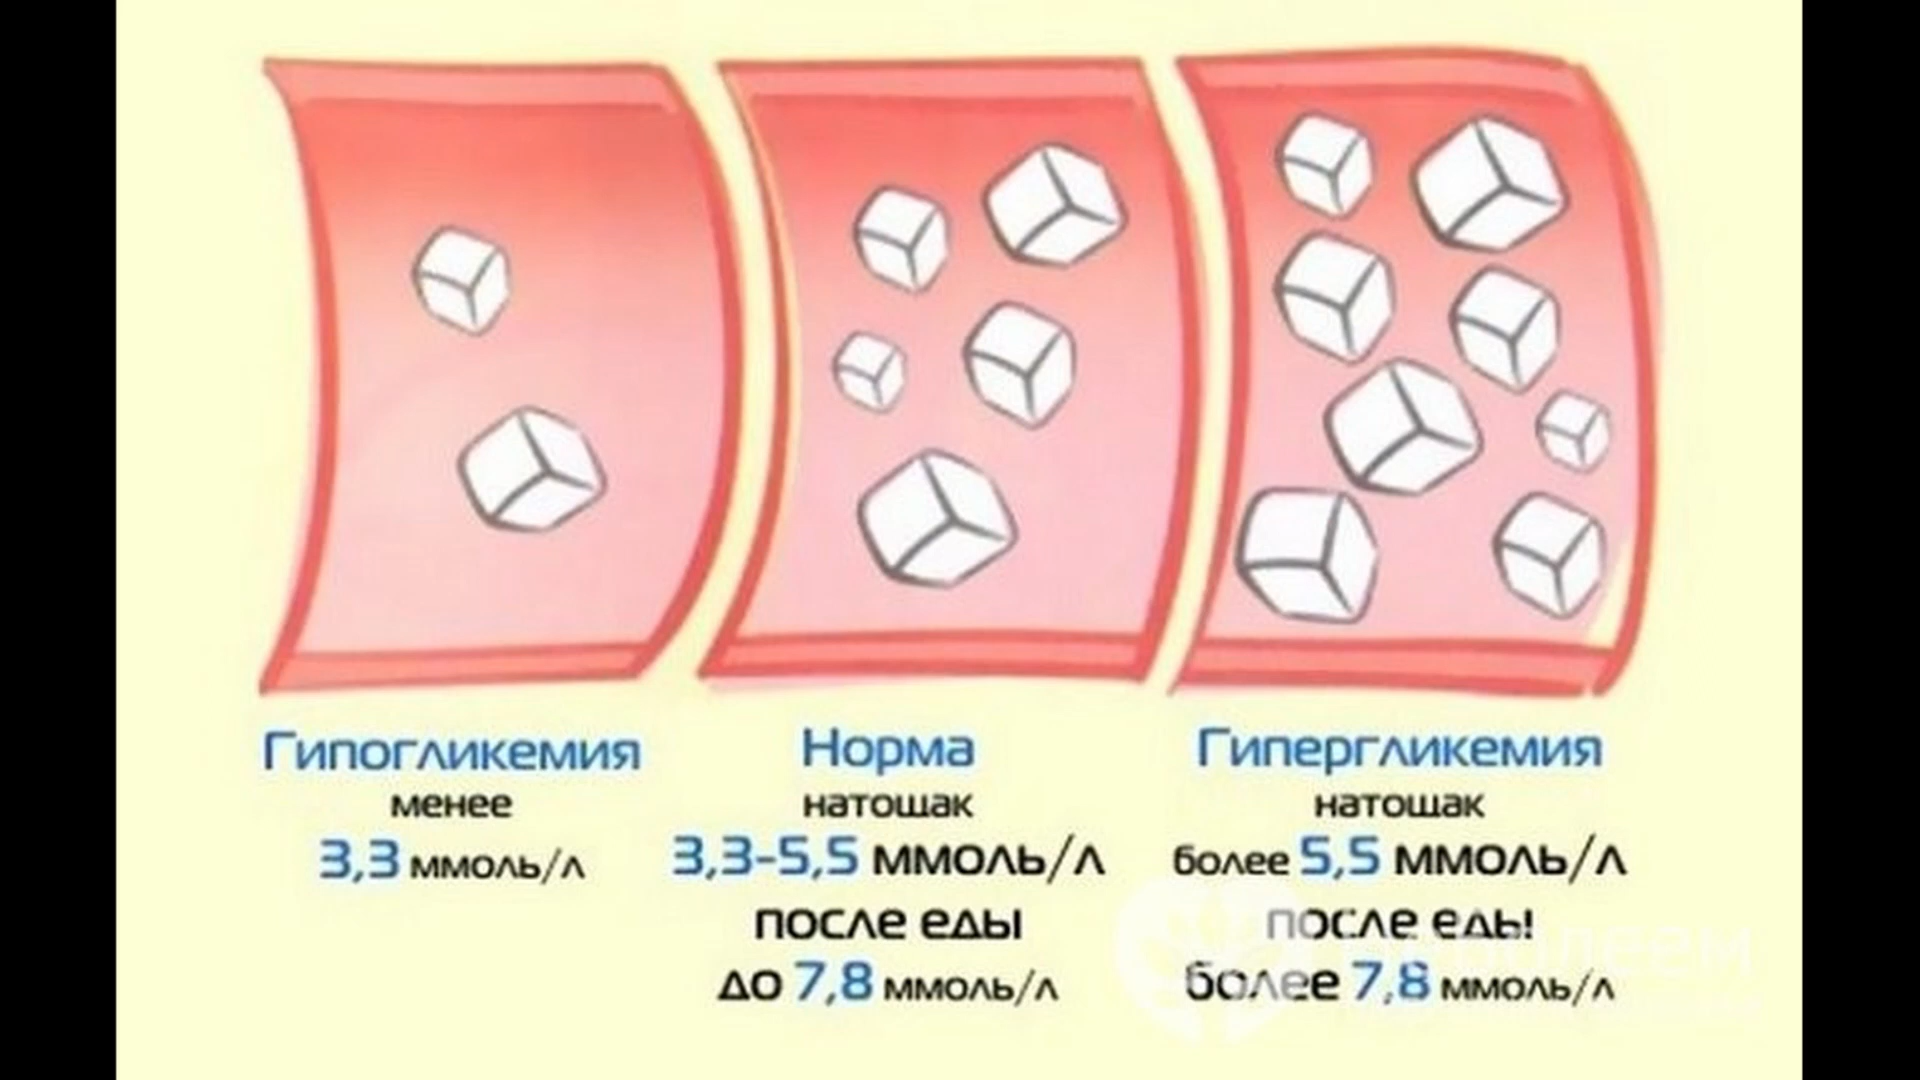 Гипогликемия
менее
3,3 ммоль/л
Норма
натощак
3,3-5,5 ммоль/л
после еды
до 7,8 ммоль/л
Гипергликемия
натощак
более 5,5 ммоль/л
после еды
более 7,8 ммоль/л